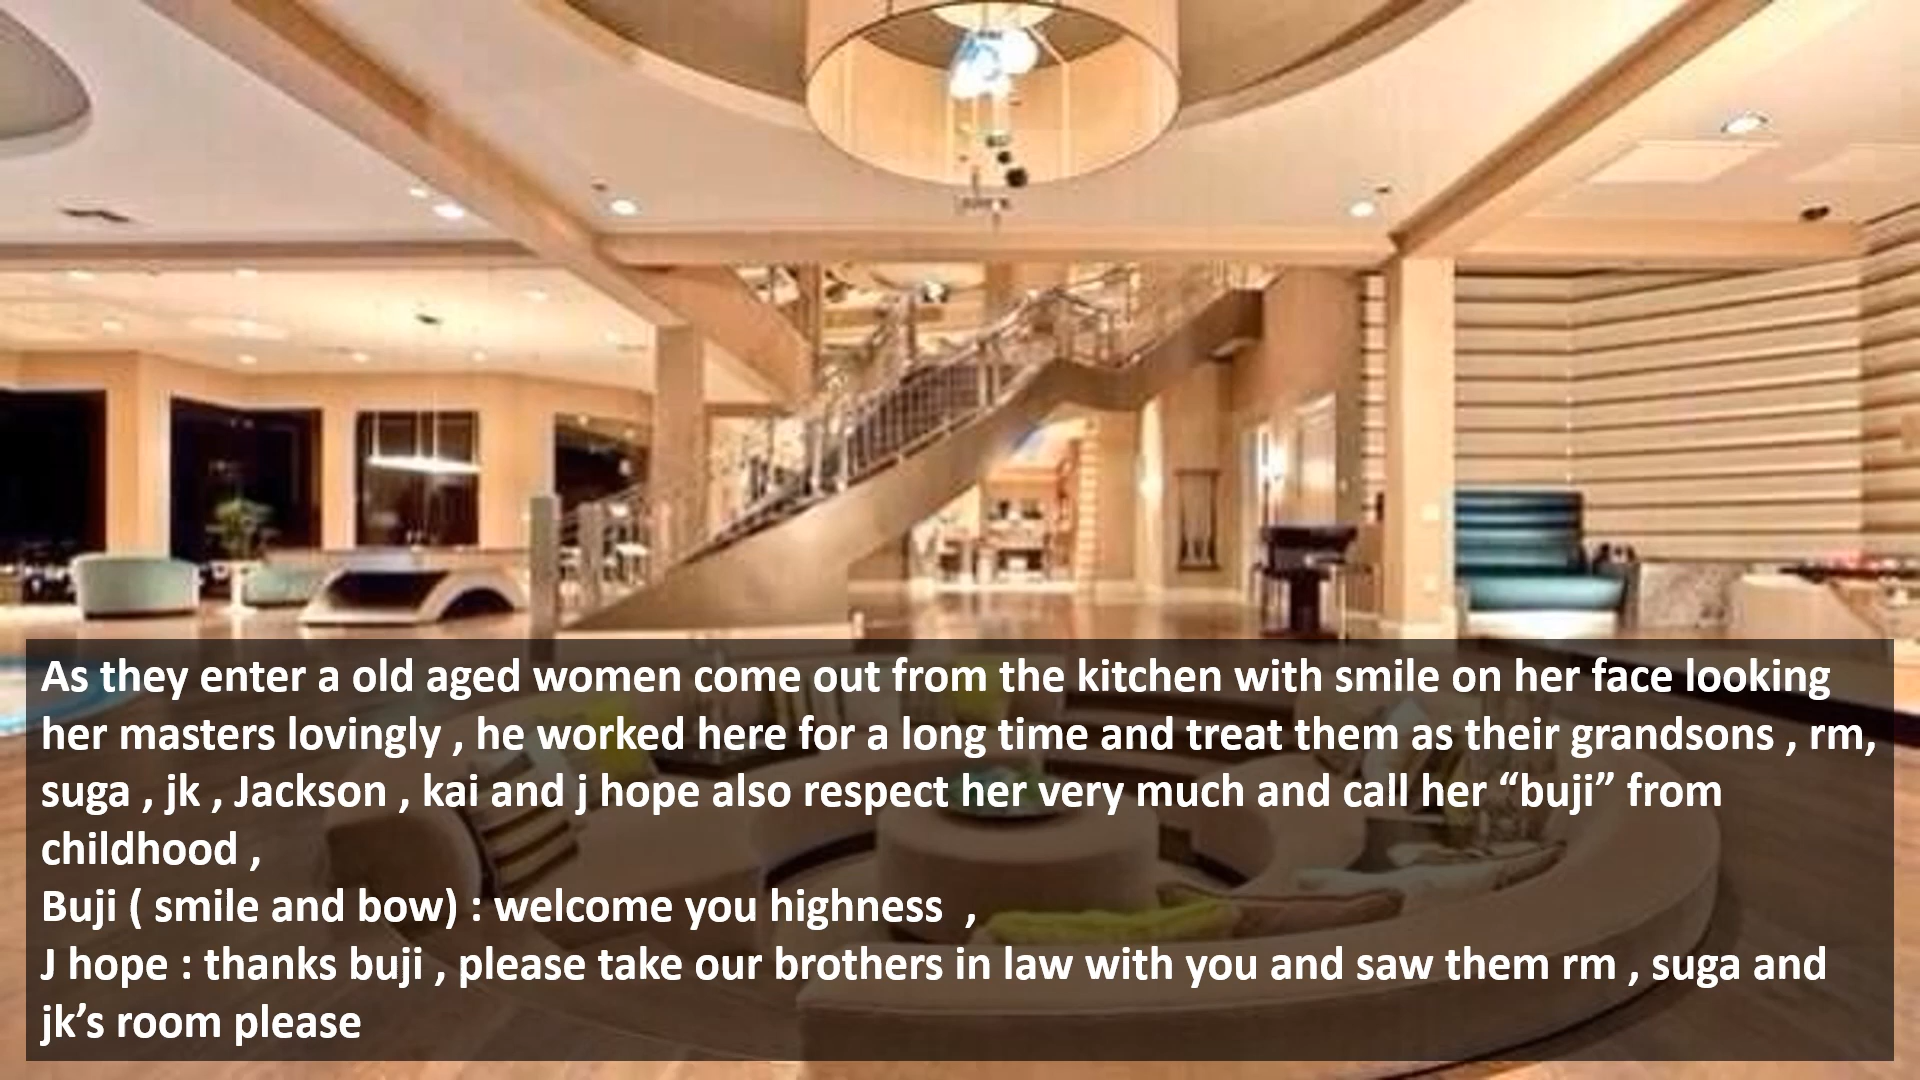 As they enter a old aged women come out from the kitchen with smile on her face looking
her masters lovingly , he worked here for a long time and treat them as their grandsons , rm,
suga , jk , Jackson , kai and j hope also respect her very much and call her “buji” from
childhood ,
Buji ( smile and bow) : welcome you highness  ,
J hope : thanks buji , please take our brothers in law with you and saw them rm , suga and
jk’s room please